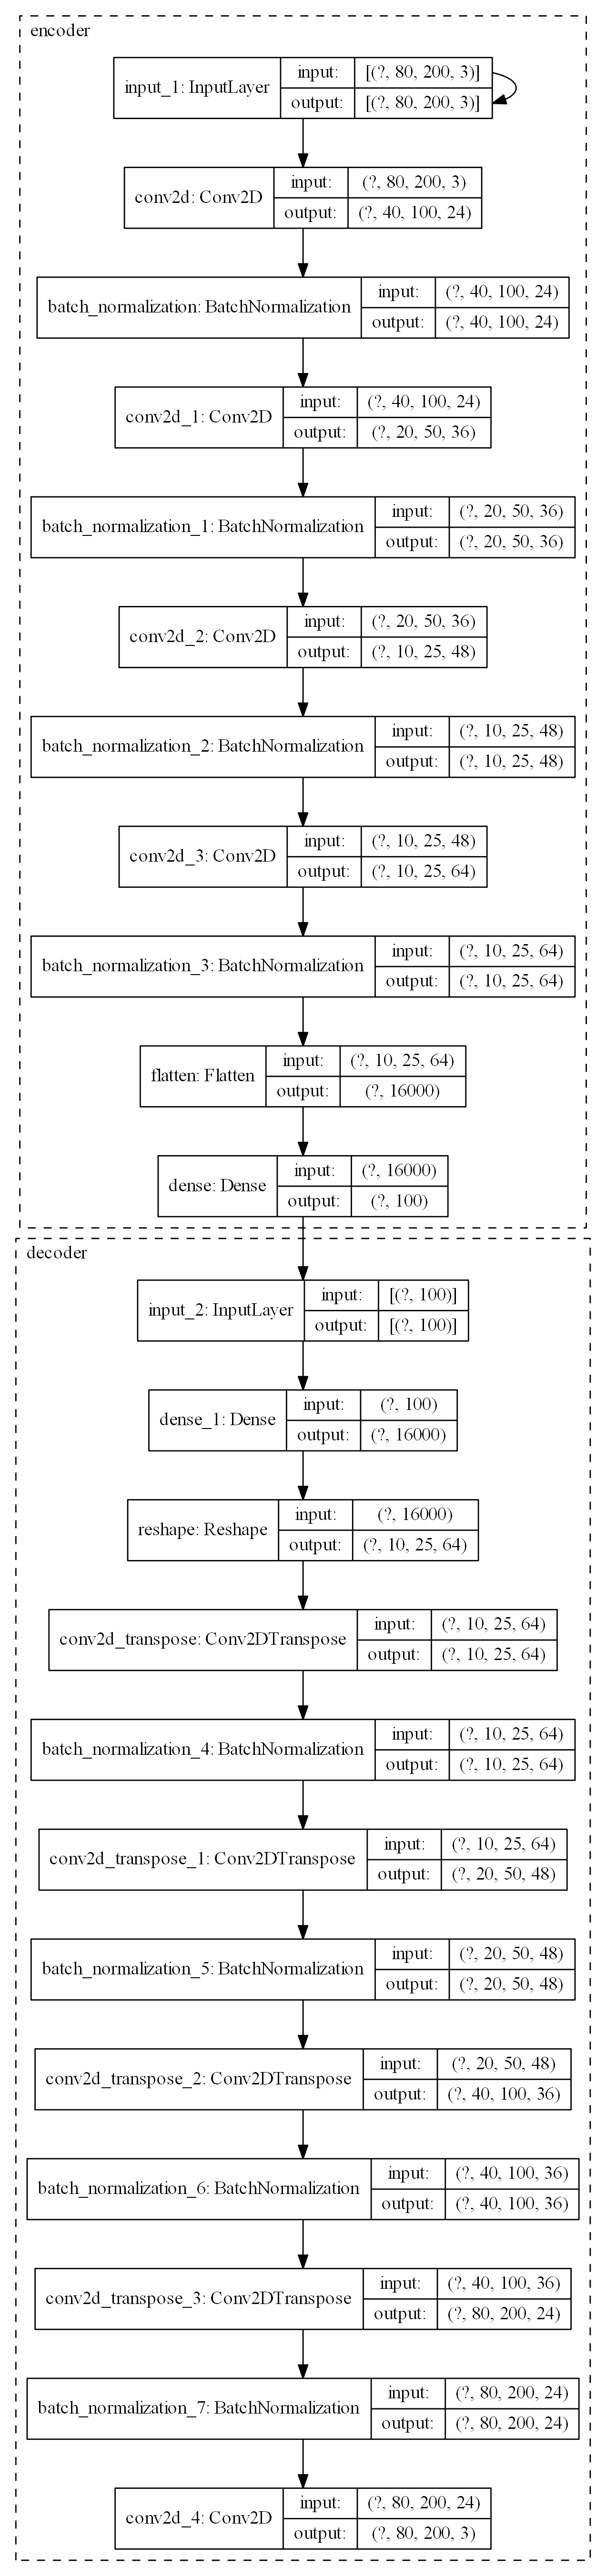 encoder
input_1: InputLayer input: [(?, 80, 200, 3)]
output: [(?, 80, 200, 3)]
conv2d: Conv2D input: (?, 80, 200, 3)
output: (?, 40, 100, 24)
batch_normalization: BatchNormalization input: (?, 40, 100, 24)
output: (?, 40, 100, 24)
conv2d_1: Conv2D input: (?, 40, 100, 24)
output: (?, 20, 50, 36)
batch_normalization_1: BatchNormalization input: (?, 20, 50, 36)
output: (?, 20, 50, 36)
conv2d_2: Conv2D input: (?, 20, 50, 36)
output: (?, 10, 25, 48)
batch_normalization_2: BatchNormalization input: (?, 10, 25, 48)
output: (?, 10, 25, 48)
conv2d_3: Conv2D input: (?, 10, 25, 48)
output: (?, 10, 25, 64)
batch_normalization_3: BatchNormalization input: (?, 10, 25, 64)
output: (?, 10, 25, 64)
flatten: Flatten input: (?, 10, 25, 64)
output: (?, 16000)
dense: Dense input: (?, 16000)
output: (?, 100)
decoder
input_2: InputLayer input: [(?, 100)]
output: [(?, 100)]
dense_1: Dense input: (?, 100)
output: (?, 16000)
reshape: Reshape input: (?, 16000)
output: (?, 10, 25, 64)
conv2d_transpose: Conv2DTranspose input: (?, 10, 25, 64)
output: (?, 10, 25, 64)
batch_normalization_4: BatchNormalization input: (?, 10, 25, 64)
output: (?, 10, 25, 64)
conv2d_transpose_1: Conv2DTranspose input: (?, 10, 25, 64)
output: (?, 20, 50, 48)
batch_normalization_5: BatchNormalization input: (?, 20, 50, 48)
output: (?, 20, 50, 48)
conv2d_transpose_2: Conv2DTranspose input: (?, 20, 50, 48)
output: (?, 40, 100, 36)
batch_normalization_6: BatchNormalization input: (?, 40, 100, 36)
output: (?, 40, 100, 36)
conv2d_transpose_3: Conv2DTranspose input: (?, 40, 100, 36)
output: (?, 80, 200, 24)
batch_normalization_7: BatchNormalization input: (?, 80, 200, 24)
output: (?, 80, 200, 24)
conv2d_4: Conv2D input: (?, 80, 200, 24)
output: (?, 80, 200, 3)